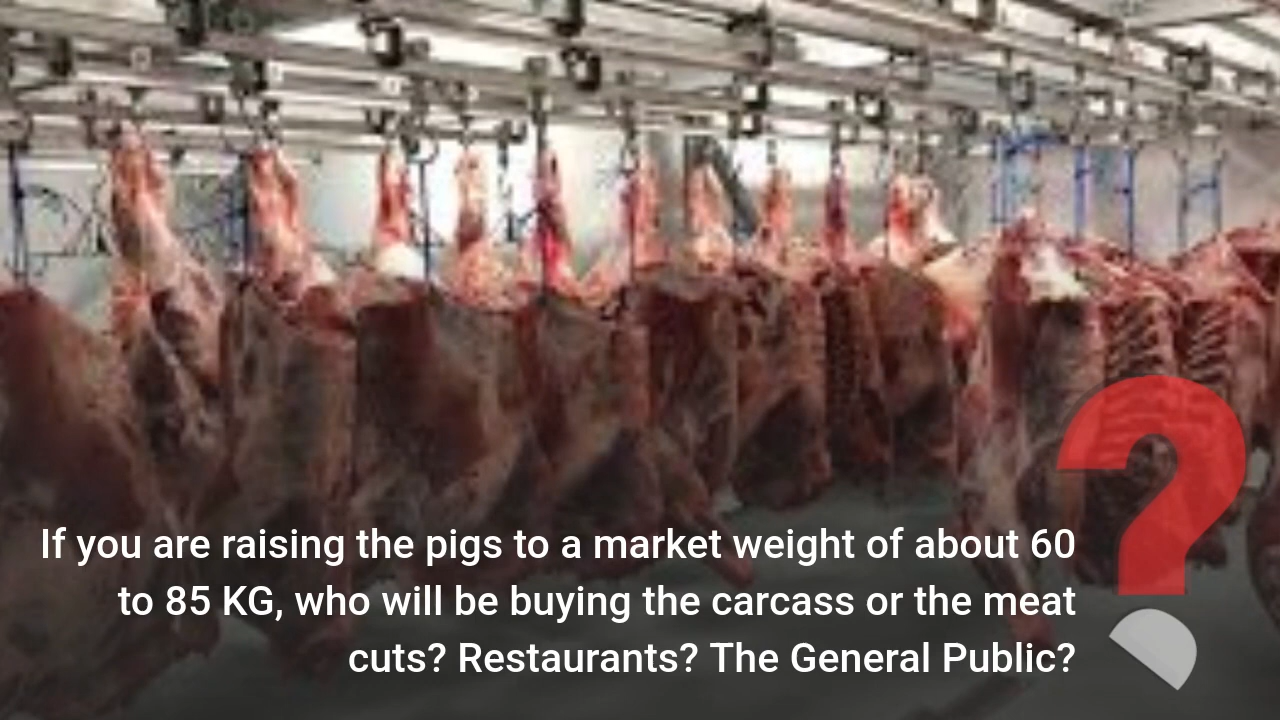 If you are raising the pigs to a market weight of about 60
to 85 KG, who will be buying the carcass or the meat
cuts? Restaurants? The General Public?
?